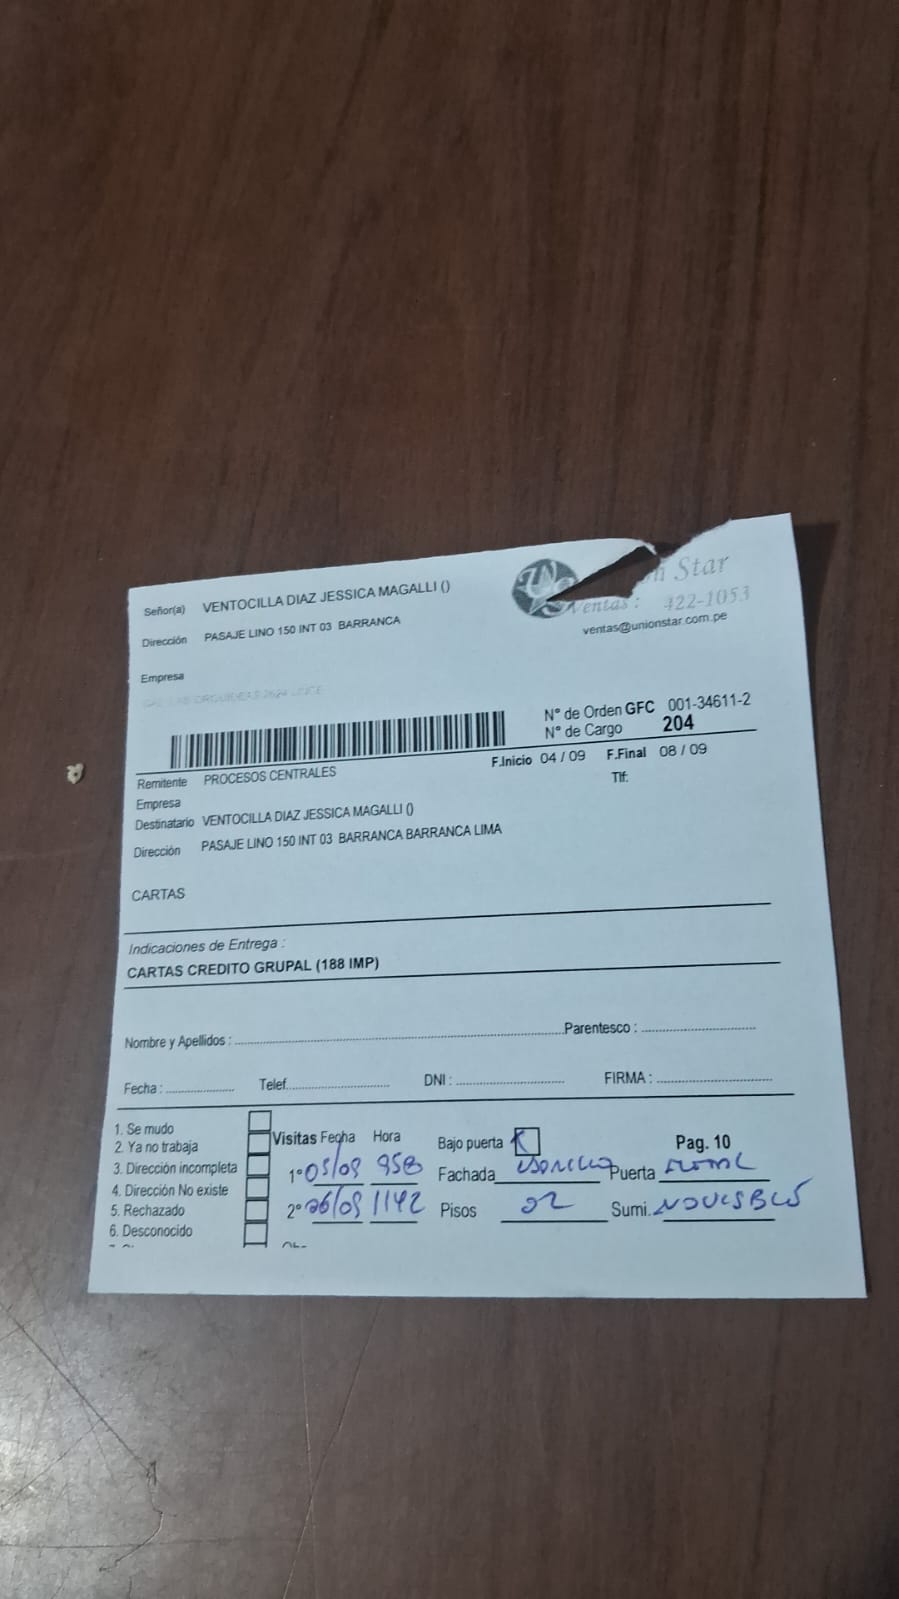 Señor(a) VENTOCILLA DIAZ JESSICA MAGALLI ()
Star
Dirección PASAJE LINO 150 INT 03 BARRANCA
Ventas : 422-1053
ventas@unionstar.com.pe
Empresa
N° de Orden GFC 001-34611-2
N° de Cargo 204
F.Inicio 04 / 09 F.Final 08 / 09
Remitente PROCESOS CENTRALES
Tlf:
Empresa
Destinatario VENTOCILLA DIAZ JESSICA MAGALLI ()
Dirección PASAJE LINO 150 INT 03 BARRANCA BARRANCA LIMA
CARTAS
Indicaciones de Entrega :
CARTAS CREDITO GRUPAL (188 IMP)
Nombre y Apellidos : Parentesco :
Fecha : Telef. DNI : FIRMA :
1. Se mudo
2. Ya no trabaja Visitas Fecha Hora Bajo puerta Pag. 10
3. Dirección incompleta 1° 05/09 958 Fachada Puerta
4. Dirección No existe
5. Rechazado 2° 06/09 1142 Pisos 02 Sumi.
6. Desconocido